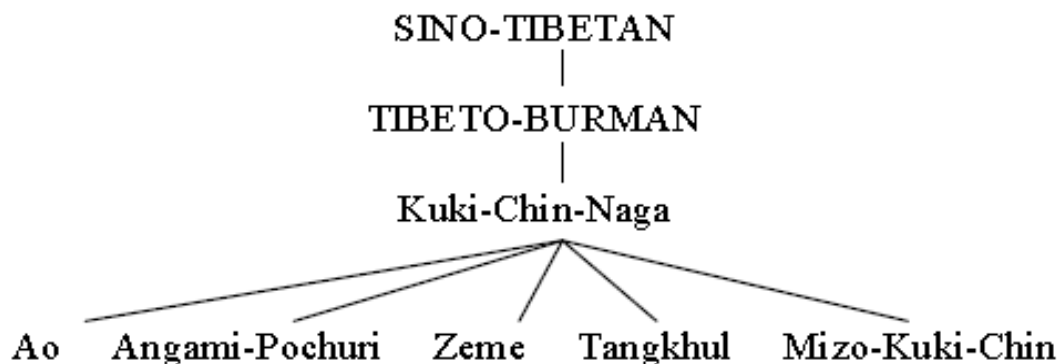 SINO-TIBETAN
TIBETO-BURMAN
Kuki-Chin-Naga
Ao Angami-Pochuri Zeme Tangkhul Mizo-Kuki-Chin